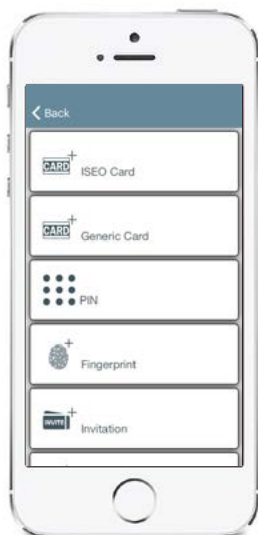 Back
CARD
ISEO Card
CARD
Generic Card
PIN
Fingerprint
INVITE
Invitation